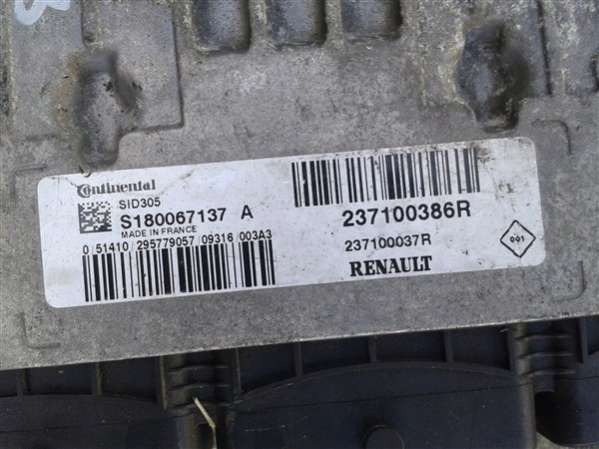 Continental
SID305
S180067137 A
MADE IN FRANCE
0 51410 295779057 09316 003A3
237100386R
237100037R
RENAULT
001